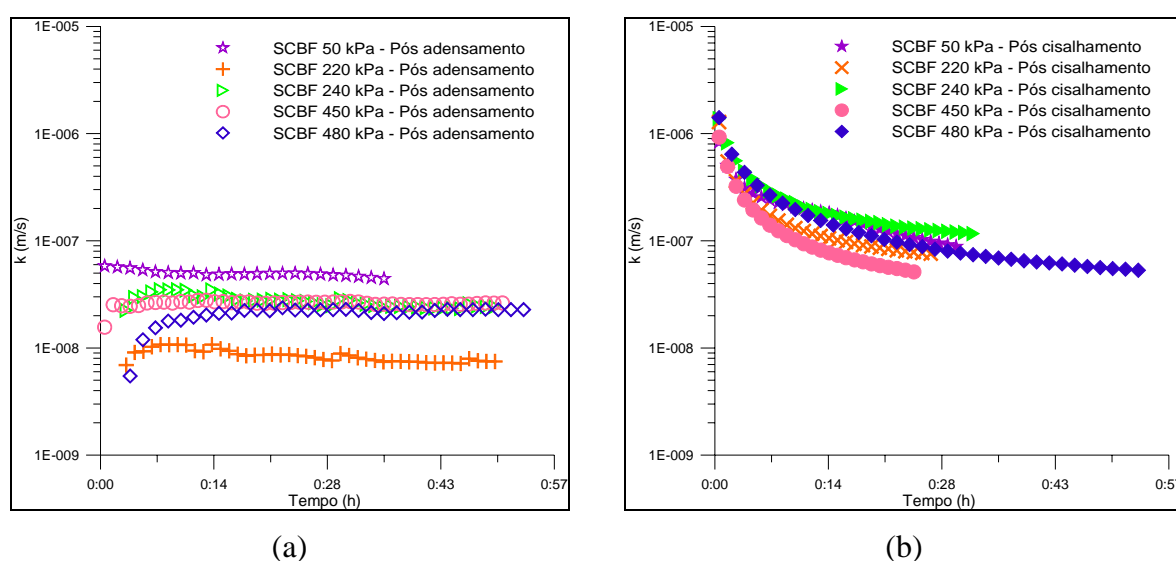 1E-005
SCBF 50 kPa - Pós adensamento
SCBF 220 kPa - Pós adensamento
SCBF 240 kPa - Pós adensamento
SCBF 450 kPa - Pós adensamento
SCBF 480 kPa - Pós adensamento
1E-006
k (m/s)
1E-007
1E-008
1E-009
0:00
0:14
0:28
0:43
0:57
Tempo (h)
(a)
1E-005
SCBF 50 kPa - Pós cisalhamento
SCBF 220 kPa - Pós cisalhamento
SCBF 240 kPa - Pós cisalhamento
SCBF 450 kPa - Pós cisalhamento
SCBF 480 kPa - Pós cisalhamento
1E-006
k (m/s)
1E-007
1E-008
1E-009
0:00
0:14
0:28
0:43
0:57
Tempo (h)
(b)